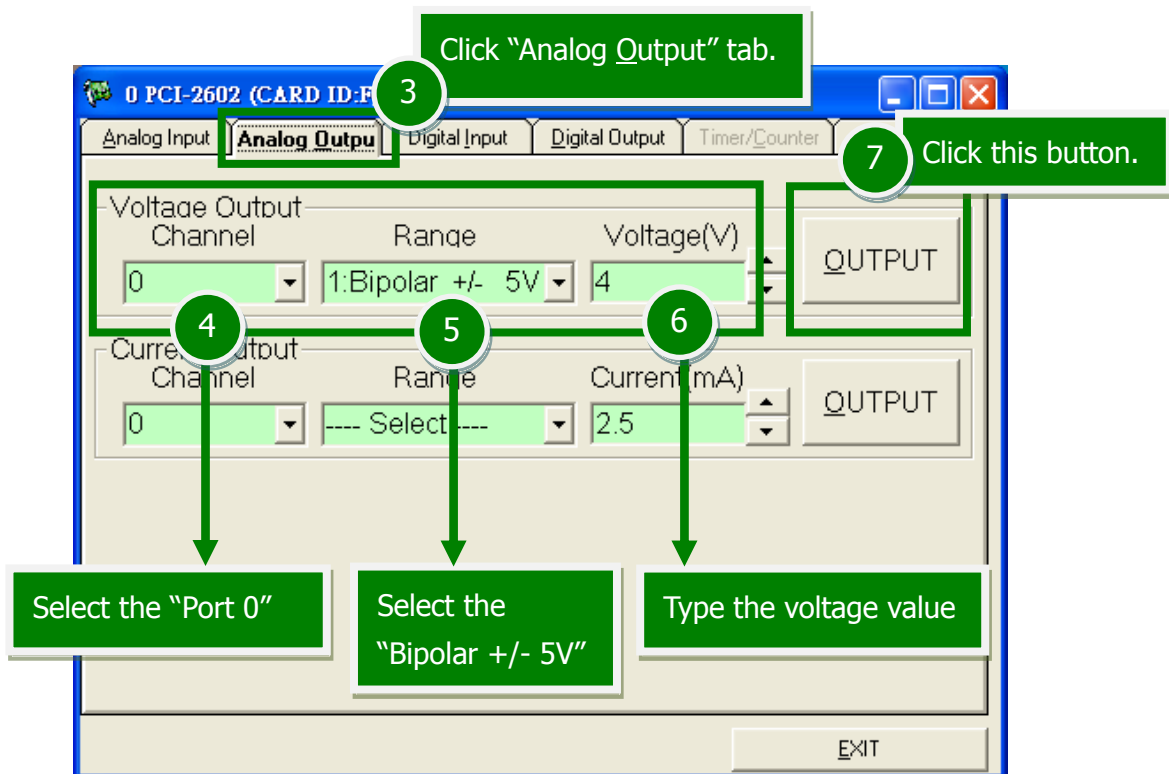 Click “Analog Output” tab.
3
0 PCI-2602 (CARD ID:F
Analog Input
Analog Outpu
Digital Input
Digital Output
Timer/Counter
7
Click this button.
Voltage Output
Channel
Range
Voltage(V)
0
1:Bipolar +/- 5V
4
OUTPUT
4
5
6
Curre
utput
Channel
Range
Current(mA)
0
---- Select ----
2.5
OUTPUT
Select the “Port 0”
Select the
“Bipolar +/- 5V”
Type the voltage value
EXIT